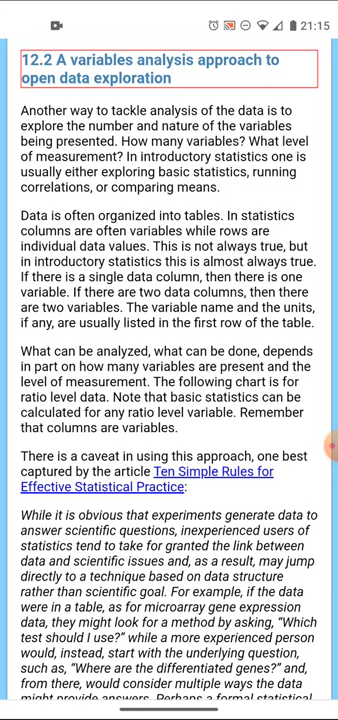 21:15
12.2 A variables analysis approach to
open data exploration
Another way to tackle analysis of the data is to
explore the number and nature of the variables
being presented. How many variables? What level
of measurement? In introductory statistics one is
usually either exploring basic statistics, running
correlations, or comparing means.
Data is often organized into tables. In statistics
columns are often variables while rows are
individual data values. This is not always true, but
in introductory statistics this is almost always true.
If there is a single data column, then there is one
variable. If there are two data columns, then there
are two variables. The variable name and the units,
if any, are usually listed in the first row of the table.
What can be analyzed, what can be done, depends
in part on how many variables are present and the
level of measurement. The following chart is for
ratio level data. Note that basic statistics can be
calculated for any ratio level variable. Remember
that columns are variables.
There is a caveat in using this approach, one best
captured by the article Ten Simple Rules for
Effective Statistical Practice:
While it is obvious that experiments generate data to
answer scientific questions, inexperienced users of
statistics tend to take for granted the link between
data and scientific issues and, as a result, may jump
directly to a technique based on data structure
rather than scientific goal. For example, if the data
were in a table, as for microarray gene expression
data, they might look for a method by asking, “Which
test should I use?” while a more experienced person
would, instead, start with the underlying question,
such as, “Where are the differentiated genes?” and,
from there, would consider multiple ways the data
might provide answers. Perhaps a formal statistical